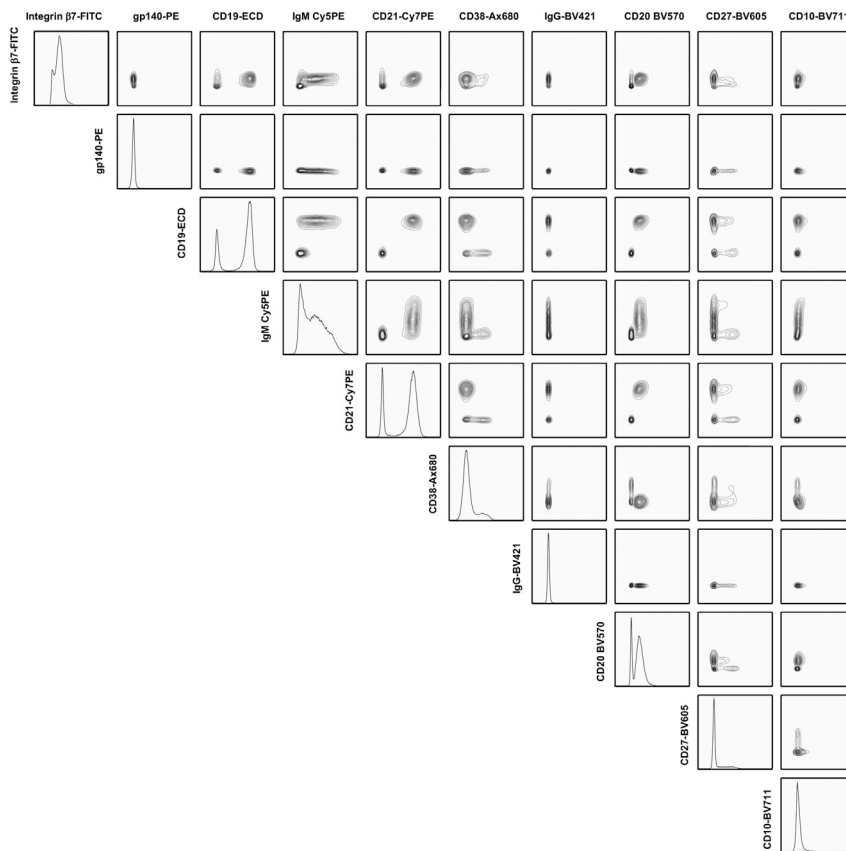 Integrin β7-FITC gp140-PE CD19-ECD IgM Cy5PE CD21-Cy7PE CD38-Ax680 IgG-BV421 CD20 BV570 CD27-BV605 CD10-BV711
Integrin β7-FITC
gp140-PE
CD19-ECD
IgM Cy5PE
CD21-Cy7PE
CD38-Ax680
IgG-BV421
CD20 BV570
CD27-BV605
CD10-BV711